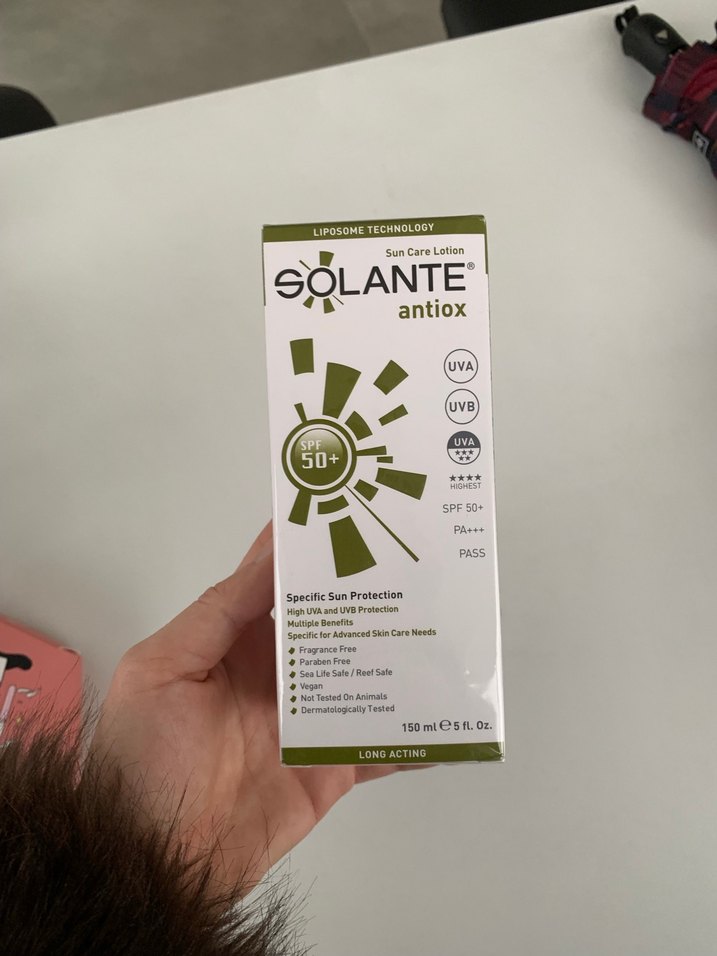 LIPOSOME TECHNOLOGY
Sun Care Lotion
SOLANTE®
antiox
SPF
50+
UVA
UVB
UVA
HIGHEST
SPF 50+
PA+++
PASS
Specific Sun Protection
High UVA and UVB Protection
Multiple Benefits
Specific for Advanced Skin Care Needs
Fragrance Free
Paraben Free
Sea Life Safe / Reef Safe
Vegan
Not Tested On Animals
Dermatologically Tested
150 ml ℮ 5 fl. Oz.
LONG ACTING